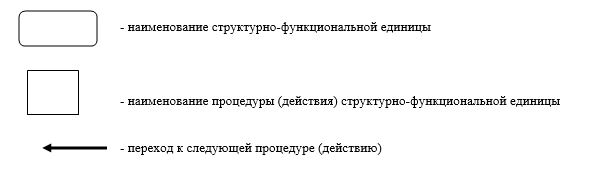 - наименование структурно-функциональной единицы
- наименование процедуры (действия) структурно-функциональной единицы
- переход к следующей процедуре (действию)